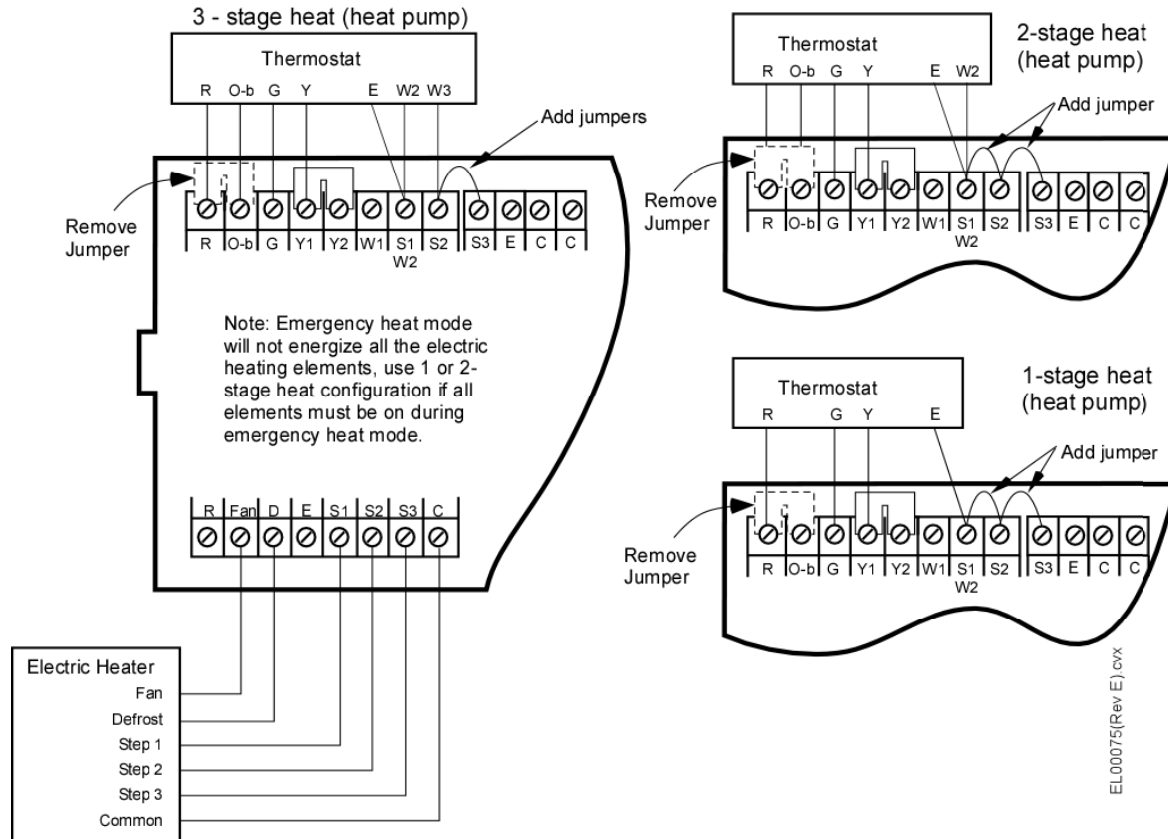 3 - stage heat (heat pump)
Thermostat
R O-b G Y E W2 W3
Add jumpers
Remove
Jumper
R O-b G Y1 Y2 W1 S1 S2 S3 E C C
W2
Note: Emergency heat mode
will not energize all the electric
heating elements, use 1 or 2-
stage heat configuration if all
elements must be on during
emergency heat mode.
R Fan D E S1 S2 S3 C
Electric Heater
Fan
Defrost
Step 1
Step 2
Step 3
Common
2-stage heat
(heat pump)
Thermostat
R O-b G Y E W2
Add jumper
Remove
Jumper
R O-b G Y1 Y2 W1 S1 S2 S3 E C C
W2
1-stage heat
(heat pump)
Thermostat
R G Y E
Add jumper
Remove
Jumper
R O-b G Y1 Y2 W1 S1 S2 S3 E C C
W2
EL00075(Rev E).cvx